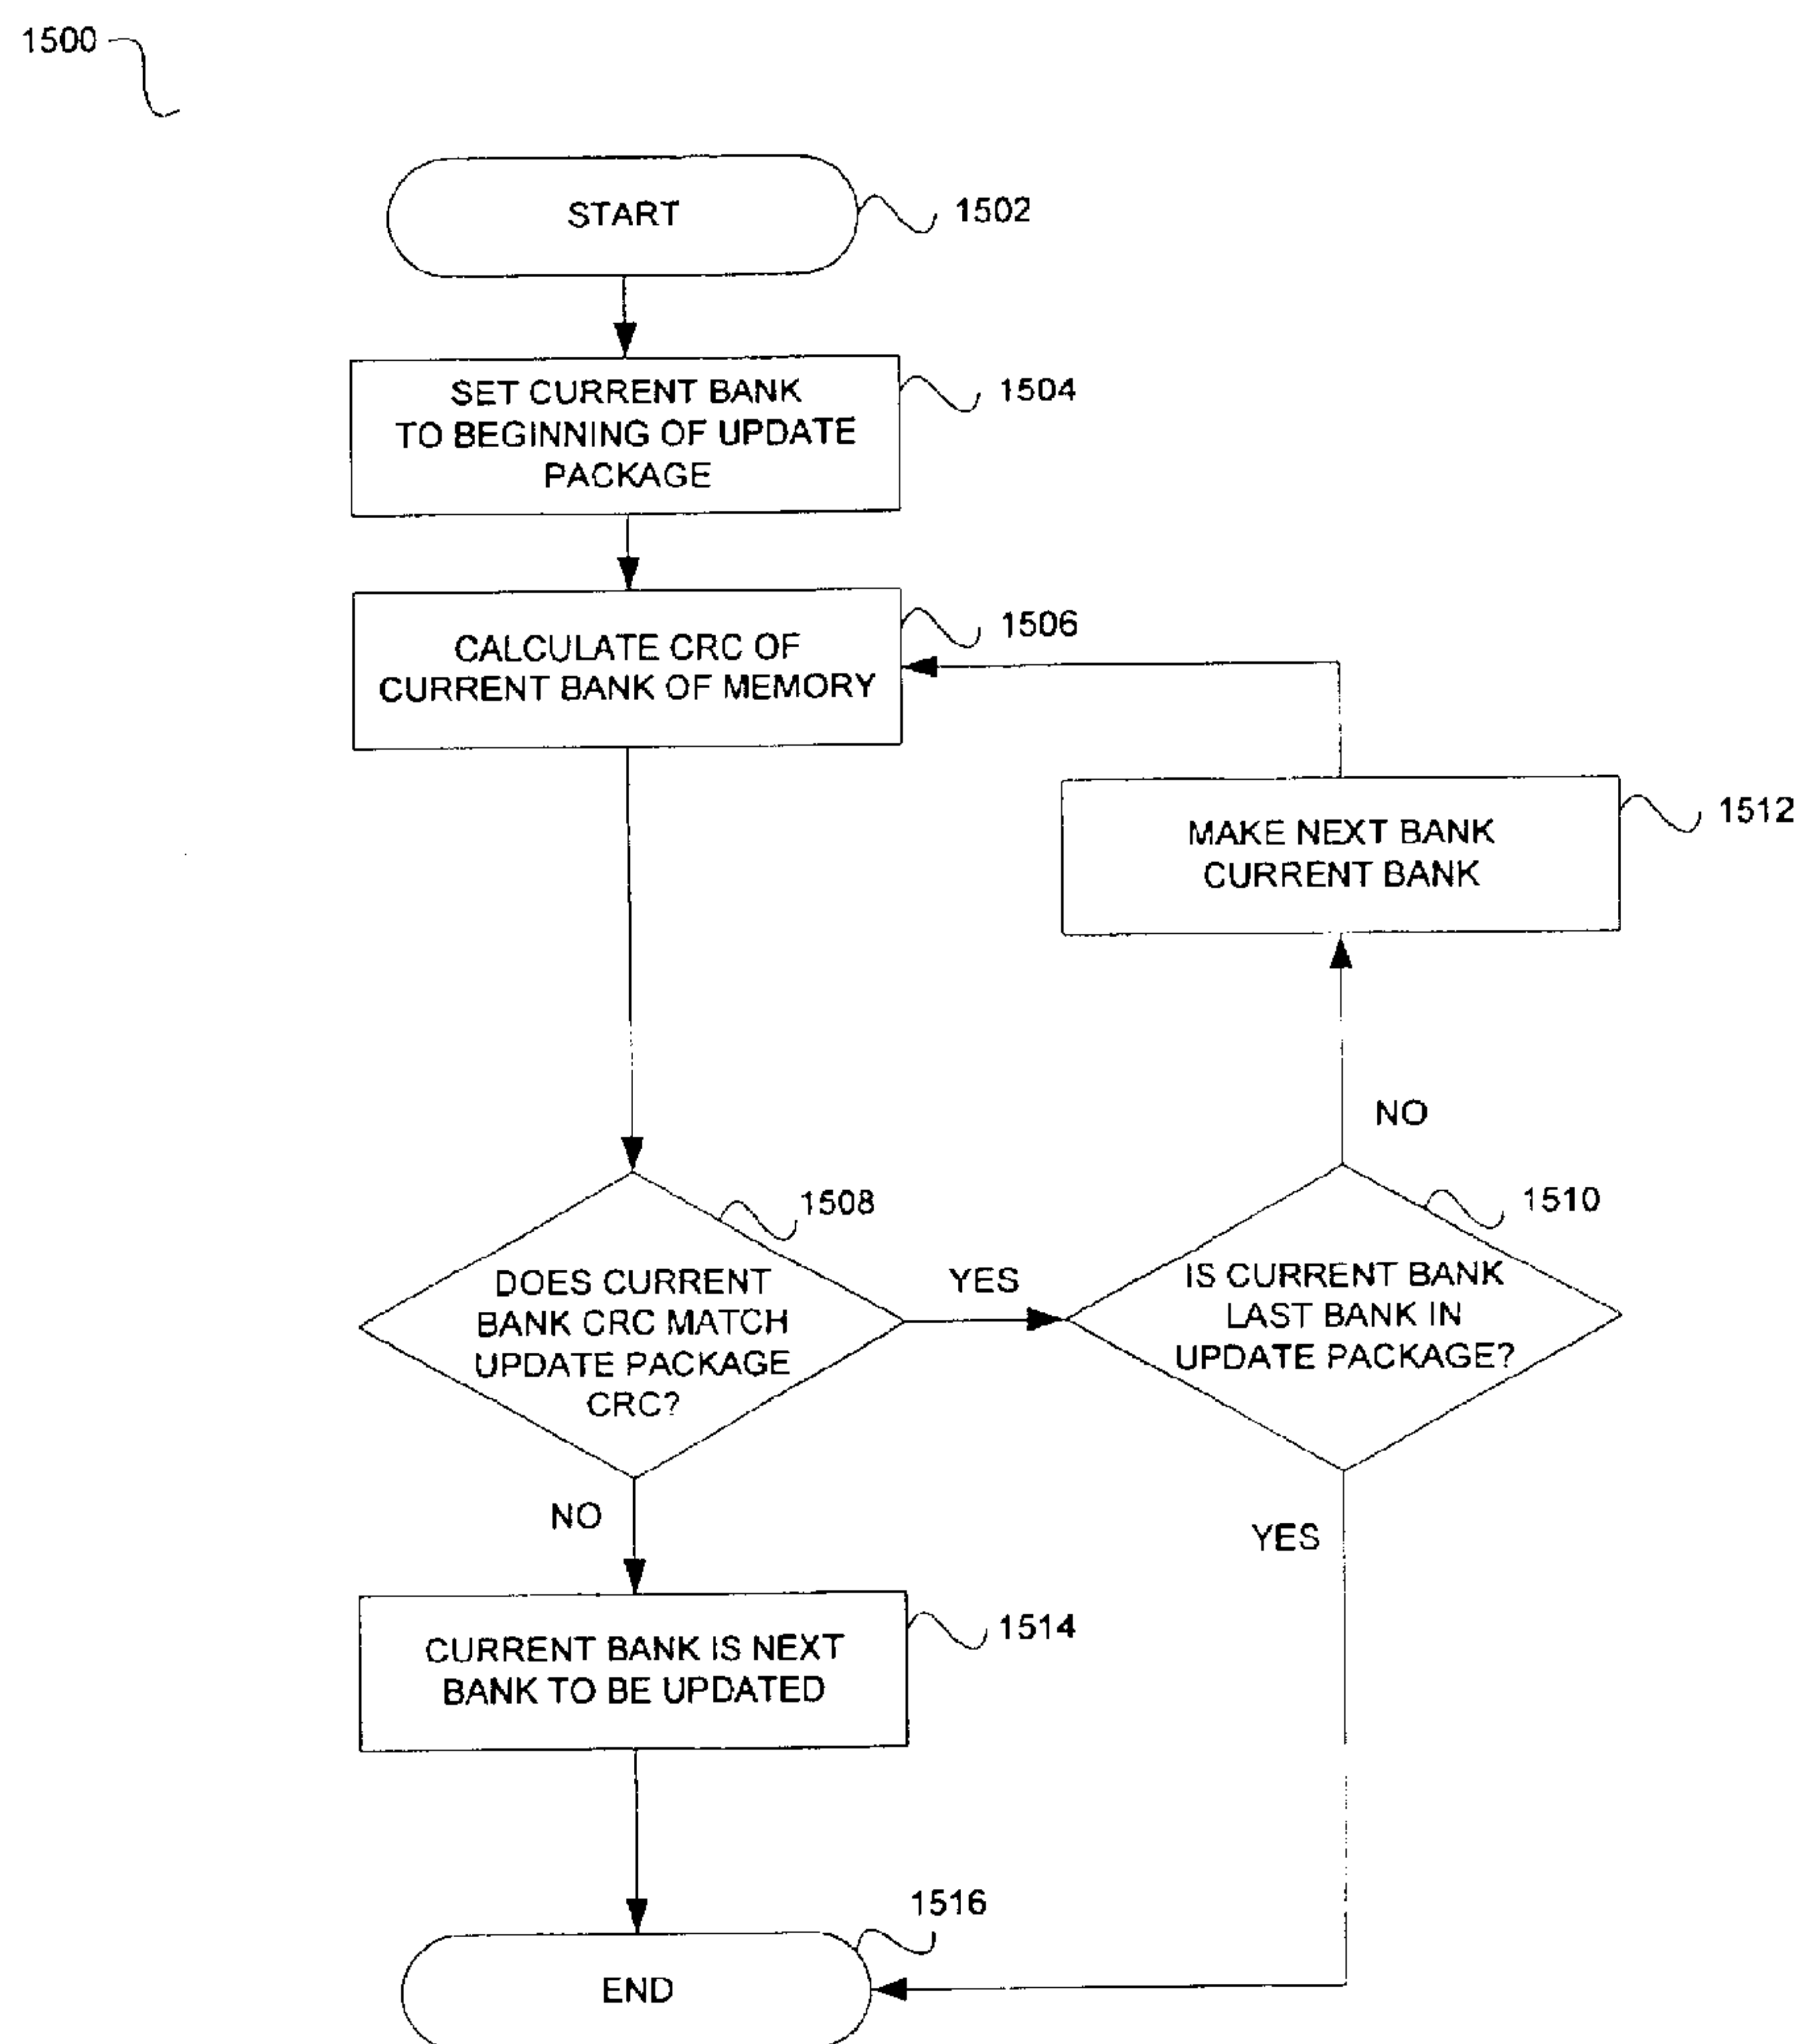 1500
START
1502
SET CURRENT BANK
TO BEGINNING OF UPDATE
PACKAGE
1504
CALCULATE CRC OF
CURRENT BANK OF MEMORY
1506
MAKE NEXT BANK
CURRENT BANK
1512
NO
1508
DOES CURRENT
BANK CRC MATCH
UPDATE PACKAGE
CRC?
YES
1510
IS CURRENT BANK
LAST BANK IN
UPDATE PACKAGE?
NO
YES
CURRENT BANK IS NEXT
BANK TO BE UPDATED
1514
1516
END